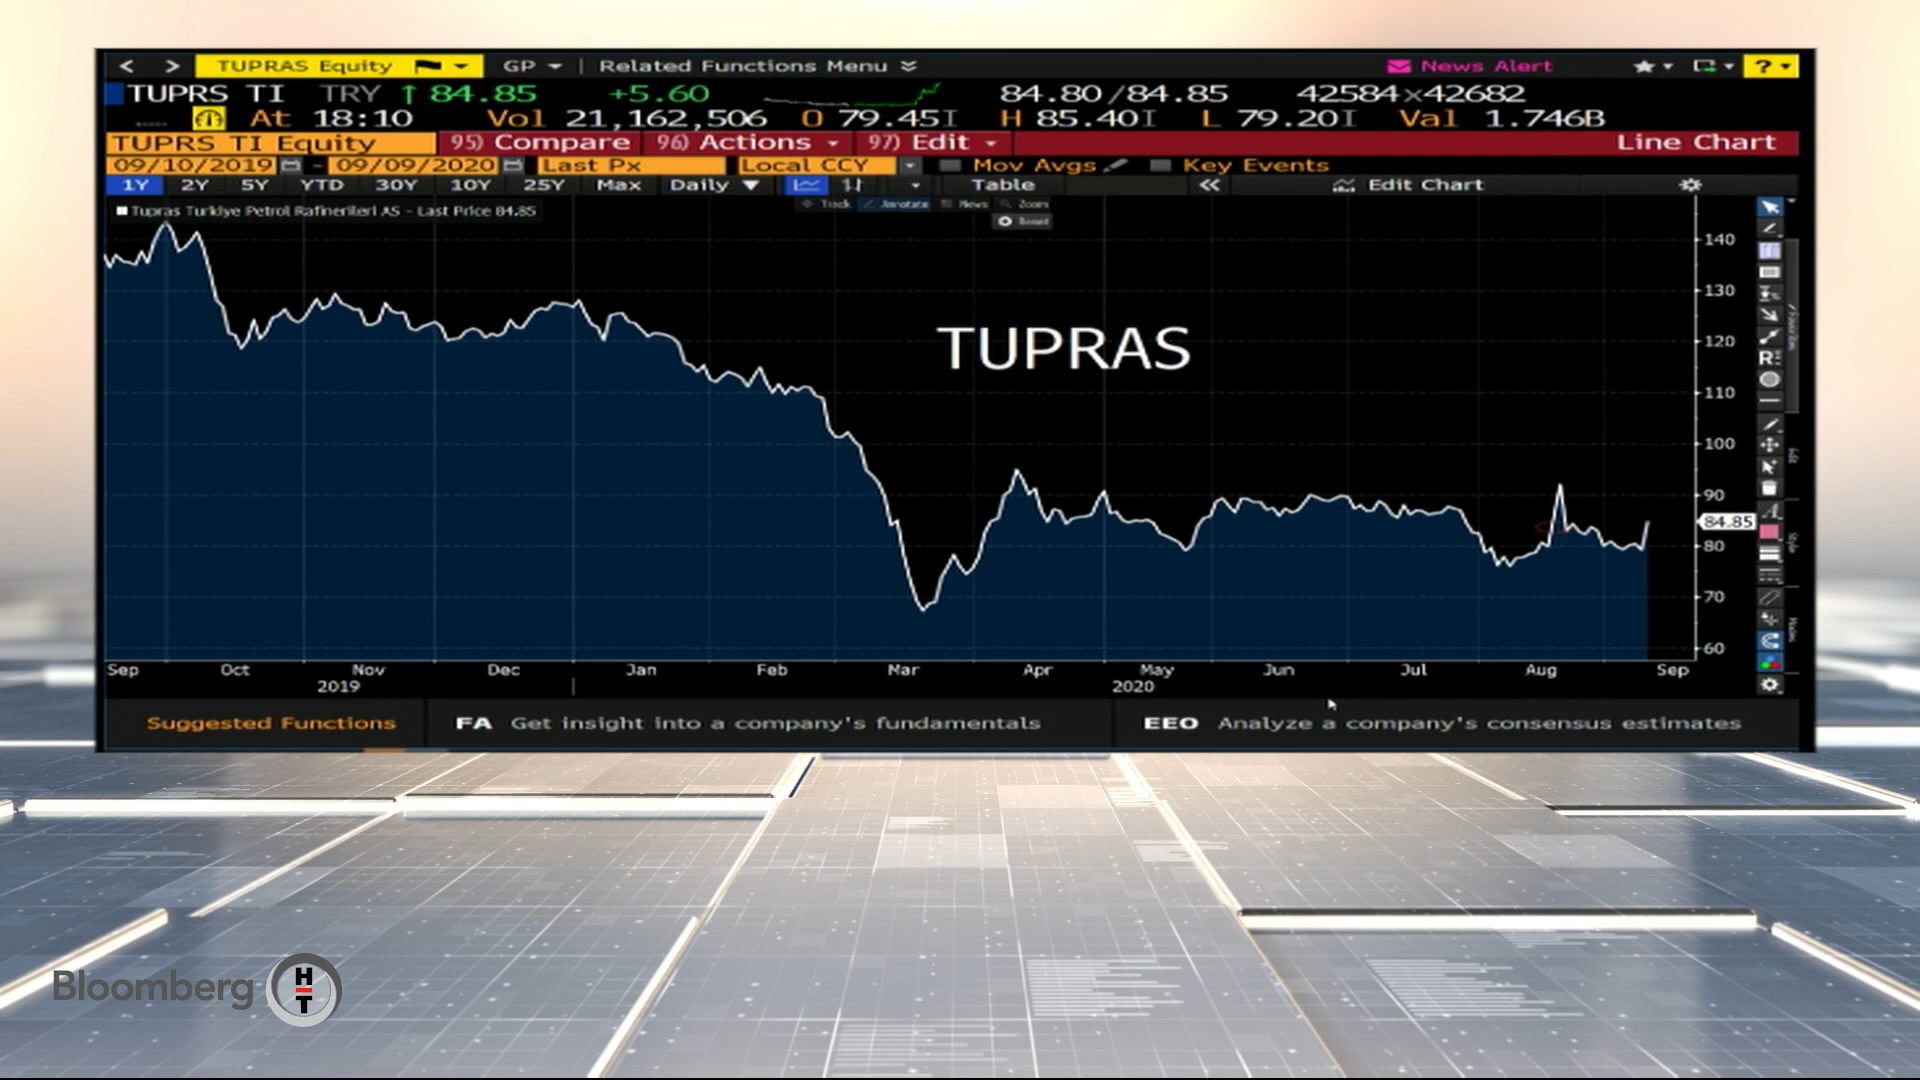 < > TUPRAS Equity GP Related Functions Menu News Alert ?
TUPRS TI TRY ↑ 84.85 +5.60 84.80/84.85 42584x42682
At 18:10 Vol 21,162,506 O 79.45I H 85.40I L 79.20I Val 1.746B
TUPRS TI Equity 95) Compare 96) Actions 97) Edit Line Chart
09/10/2019 - 09/09/2020 Last Px Local CCY Mov Avgs Key Events
1Y 2Y 5Y YTD 30Y 10Y 25Y Max Daily ▼ Table « Edit Chart
Tupras Turkiye Petrol Rafinerileri AS - Last Price 84.85
Track Annotate News Zoom
Reset
140
130
120
TUPRAS
110
100
90
84.85
80
70
60
Sep Oct Nov Dec Jan Feb Mar Apr May Jun Jul Aug Sep
2019 2020
Suggested Functions FA Get insight into a company's fundamentals EEO Analyze a company's consensus estimates
Bloomberg HT